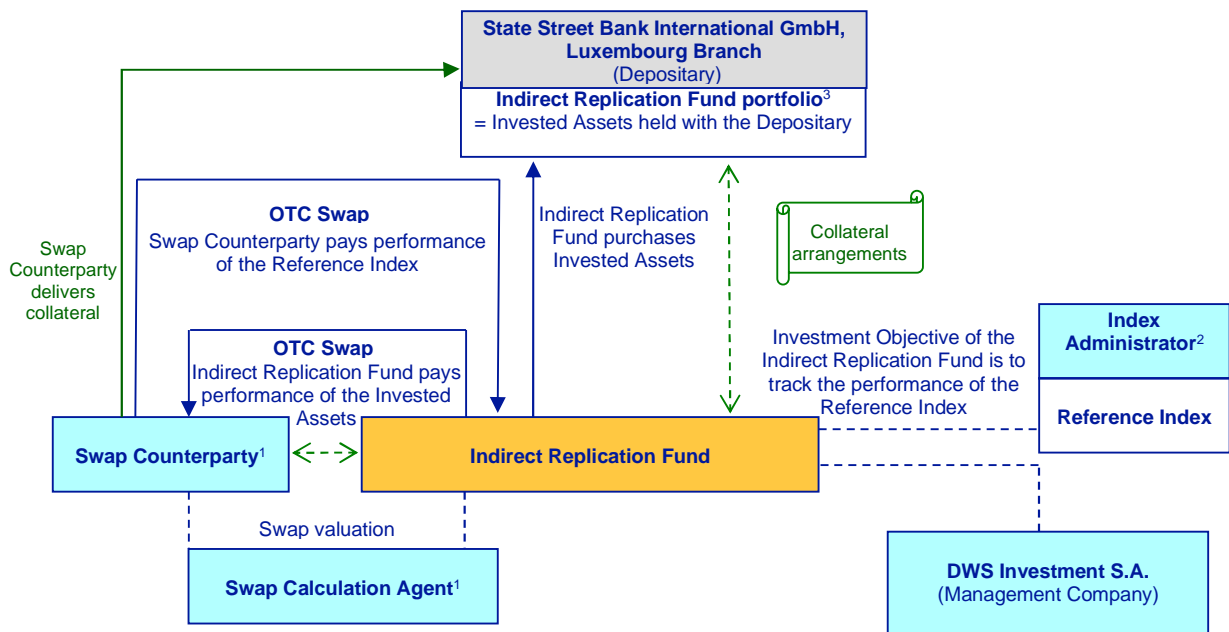 State Street Bank International GmbH,
Luxembourg Branch
(Depositary)
Indirect Replication Fund portfolio³
= Invested Assets held with the Depositary
OTC Swap
Swap Counterparty pays performance
of the Reference Index
Indirect Replication
Fund purchases
Invested Assets
Collateral
arrangements
Swap
Counterparty
delivers
collateral
OTC Swap
Indirect Replication Fund pays
performance of the Invested
Assets
Investment Objective of the
Indirect Replication Fund is to
track the performance of the
Reference Index
Index
Administrator²
Reference Index
Swap Counterparty¹
Indirect Replication Fund
Swap valuation
Swap Calculation Agent¹
DWS Investment S.A.
(Management Company)